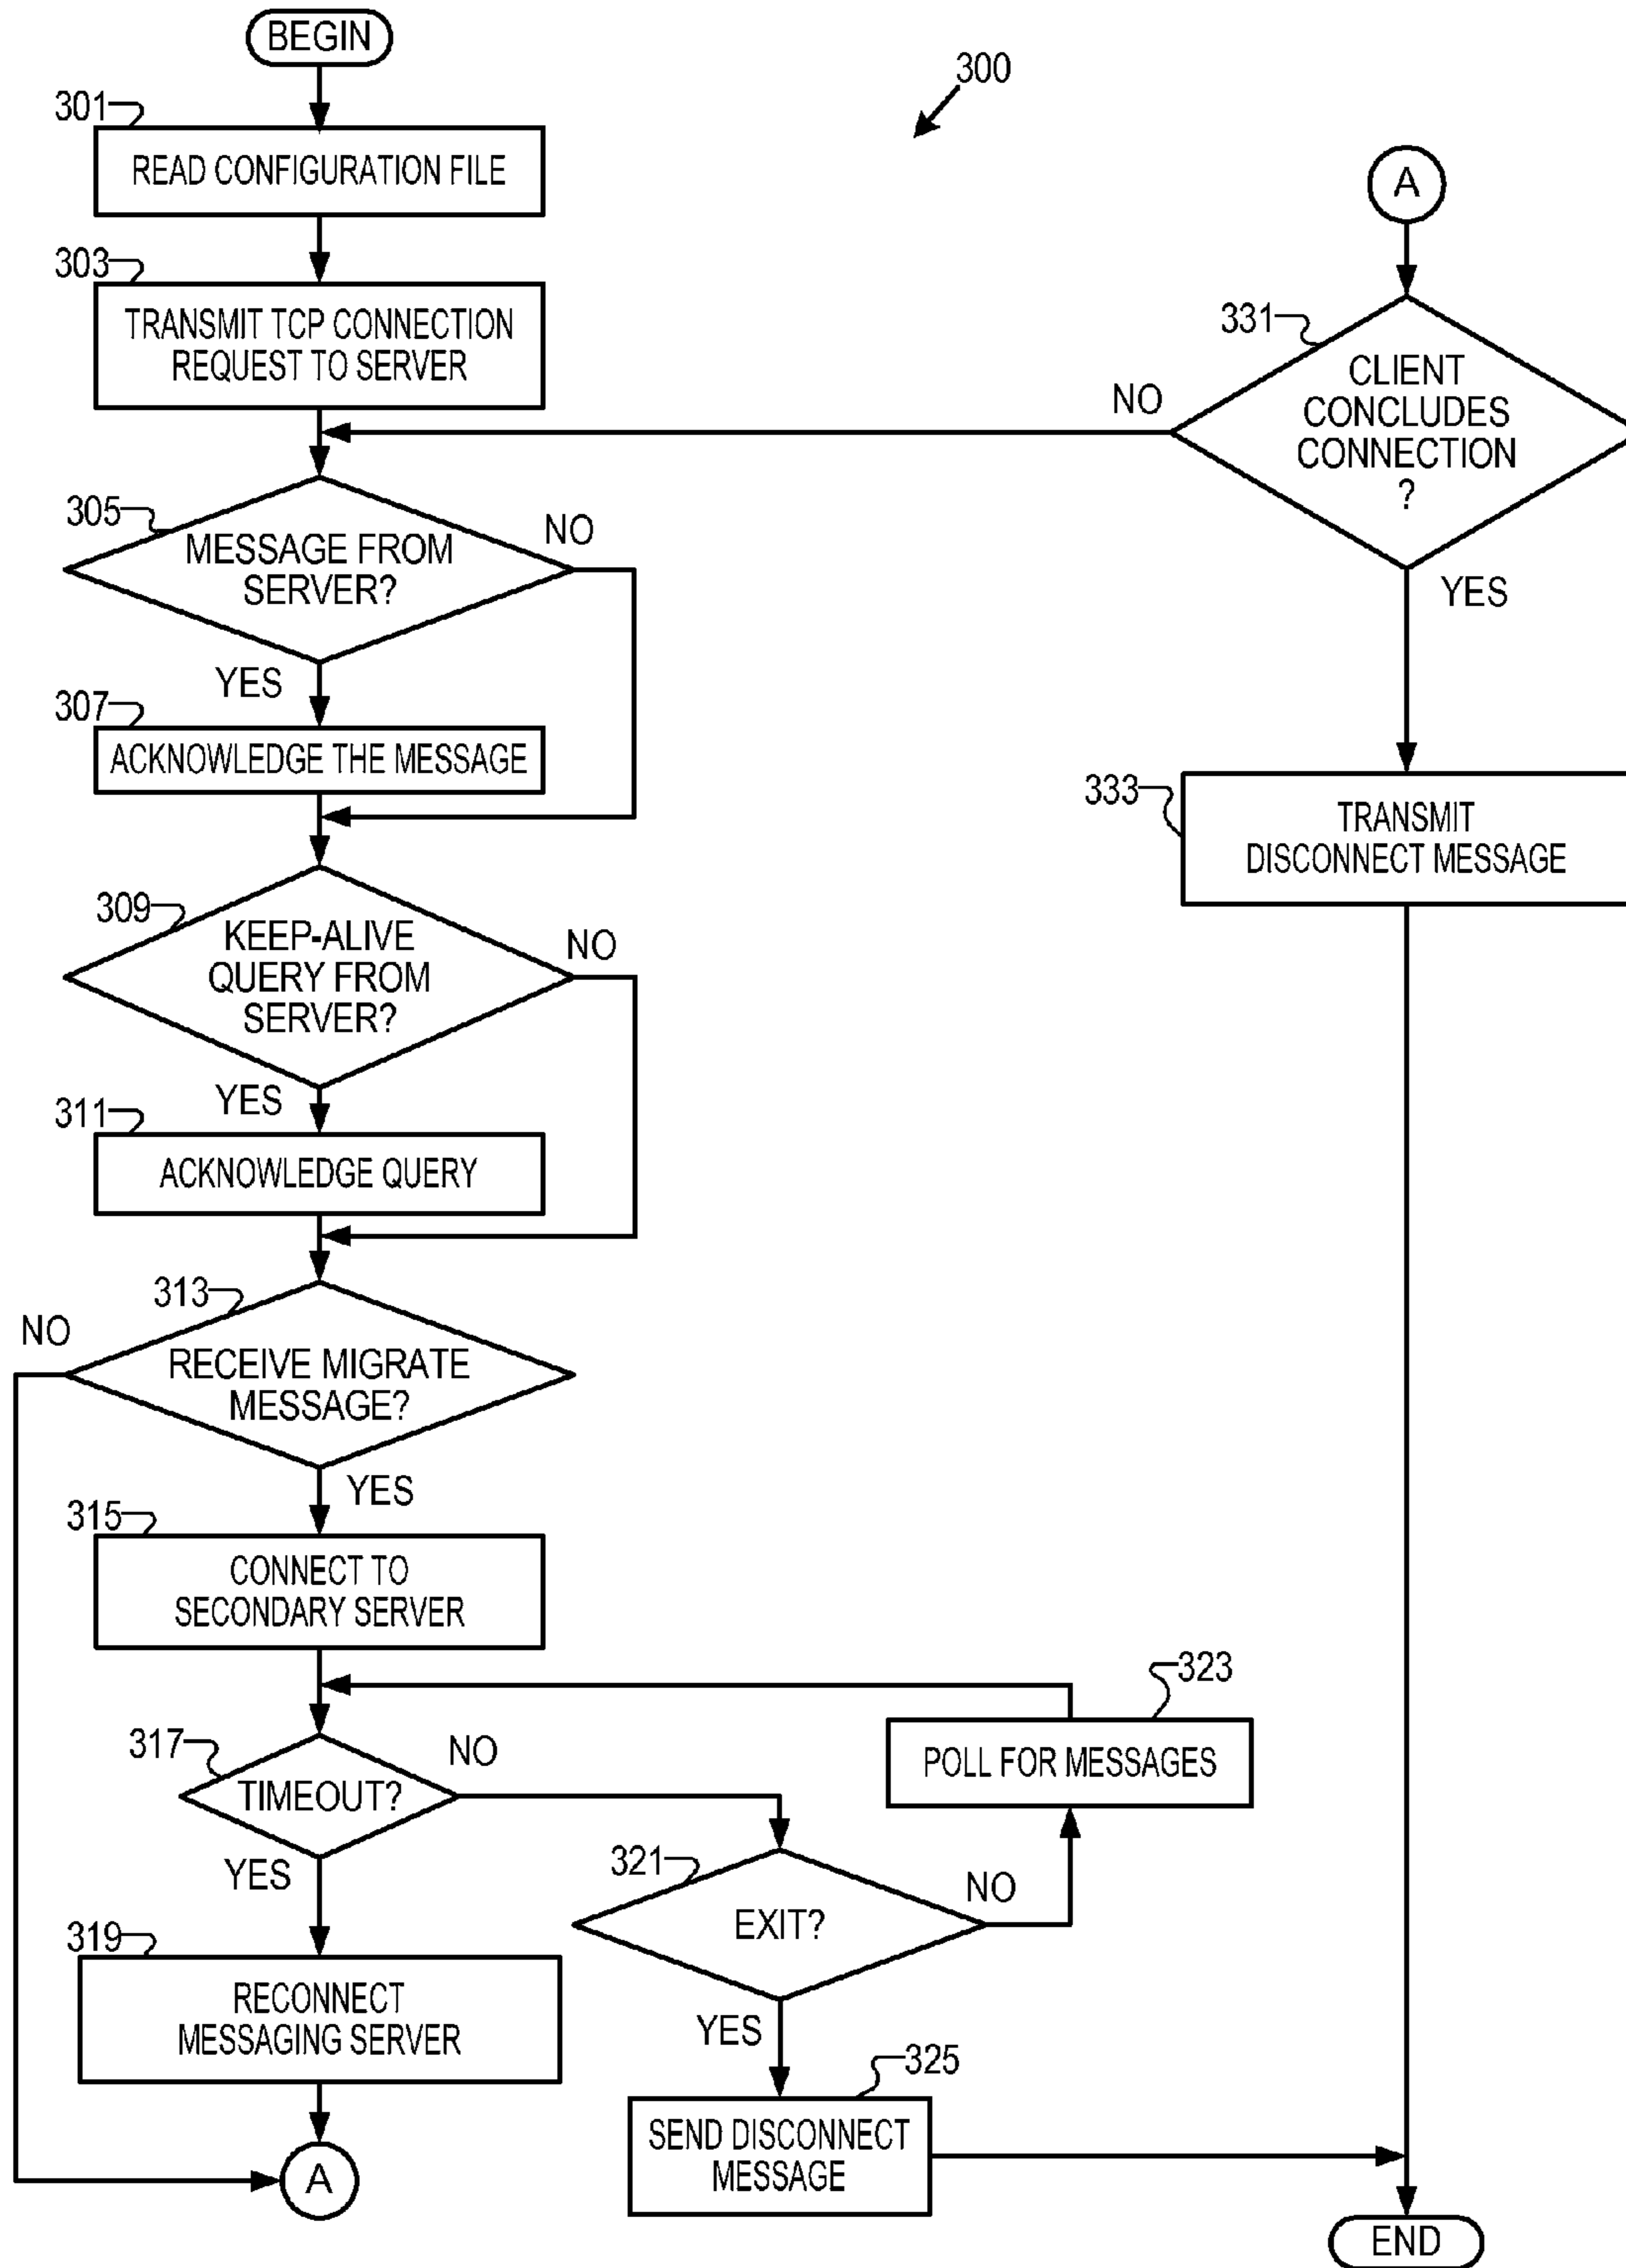 BEGIN
300
301
READ CONFIGURATION FILE
303
TRANSMIT TCP CONNECTION
REQUEST TO SERVER
305
MESSAGE FROM
SERVER?
NO
YES
307
ACKNOWLEDGE THE MESSAGE
309
KEEP-ALIVE
QUERY FROM
SERVER?
NO
YES
311
ACKNOWLEDGE QUERY
313
NO
RECEIVE MIGRATE
MESSAGE?
YES
315
CONNECT TO
SECONDARY SERVER
317
TIMEOUT?
NO
YES
319
RECONNECT
MESSAGING SERVER
A
321
EXIT?
NO
YES
323
POLL FOR MESSAGES
325
SEND DISCONNECT
MESSAGE
A
331
CLIENT
CONCLUDES
CONNECTION
?
NO
YES
333
TRANSMIT
DISCONNECT MESSAGE
END